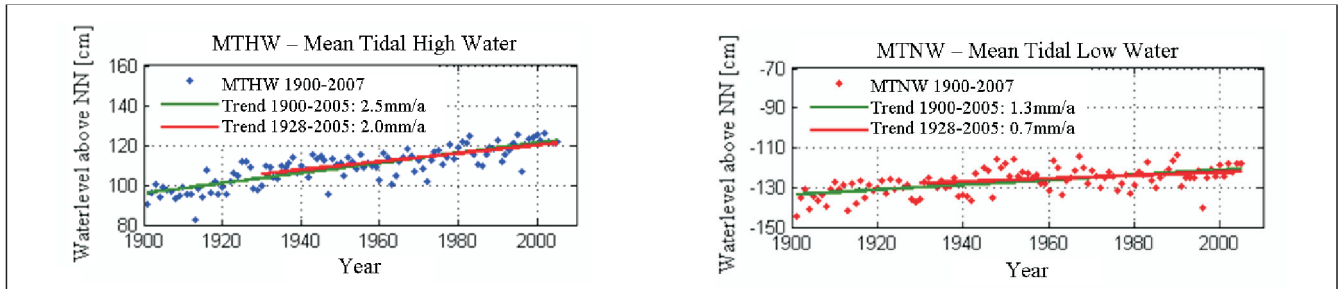 MTHW – Mean Tidal High Water
Waterlevel above NN [cm]
160
140
120
100
80
MTHW 1900-2007
Trend 1900-2005: 2.5mm/a
Trend 1928-2005: 2.0mm/a
1900 1920 1940 1960 1980 2000
Year
MTNW – Mean Tidal Low Water
Waterlevel above NN [cm]
-70
-90
-110
-130
-150
MTNW 1900-2007
Trend 1900-2005: 1.3mm/a
Trend 1928-2005: 0.7mm/a
1900 1920 1940 1960 1980 2000
Year